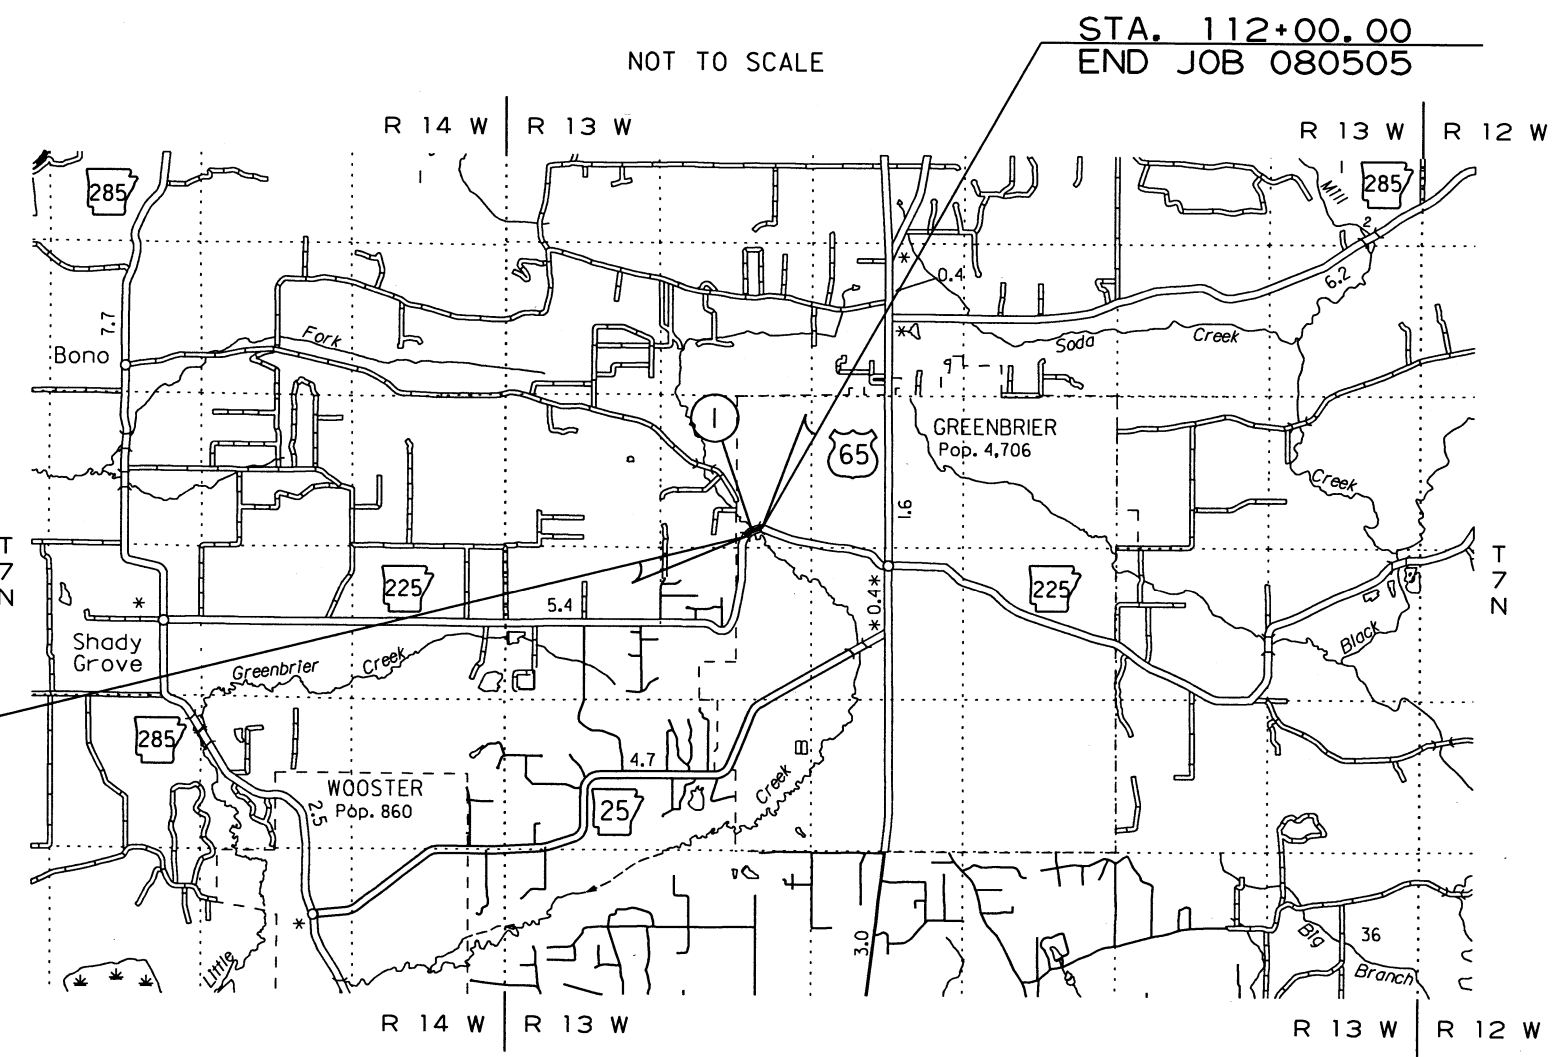 STA. 112+00.00
END JOB 080505
NOT TO SCALE
R 14 W
R 13 W
R 13 W
R 12 W
285
285
Mill
2
6.2
0.4
*
*
7.7
Bono
Fork
Soda
Creek
9
1
65
GREENBRIER
Pop. 4,706
Creek
1.6
T
7
N
T
7
N
225
225
*
5.4
*0.4*
Shady
Grove
Greenbrier
Creek
Black
285
4.7
Creek
WOOSTER
Pop. 860
2.5
25
*
3.0
36
Big
Branch
Little
R 14 W
R 13 W
R 13 W
R 12 W